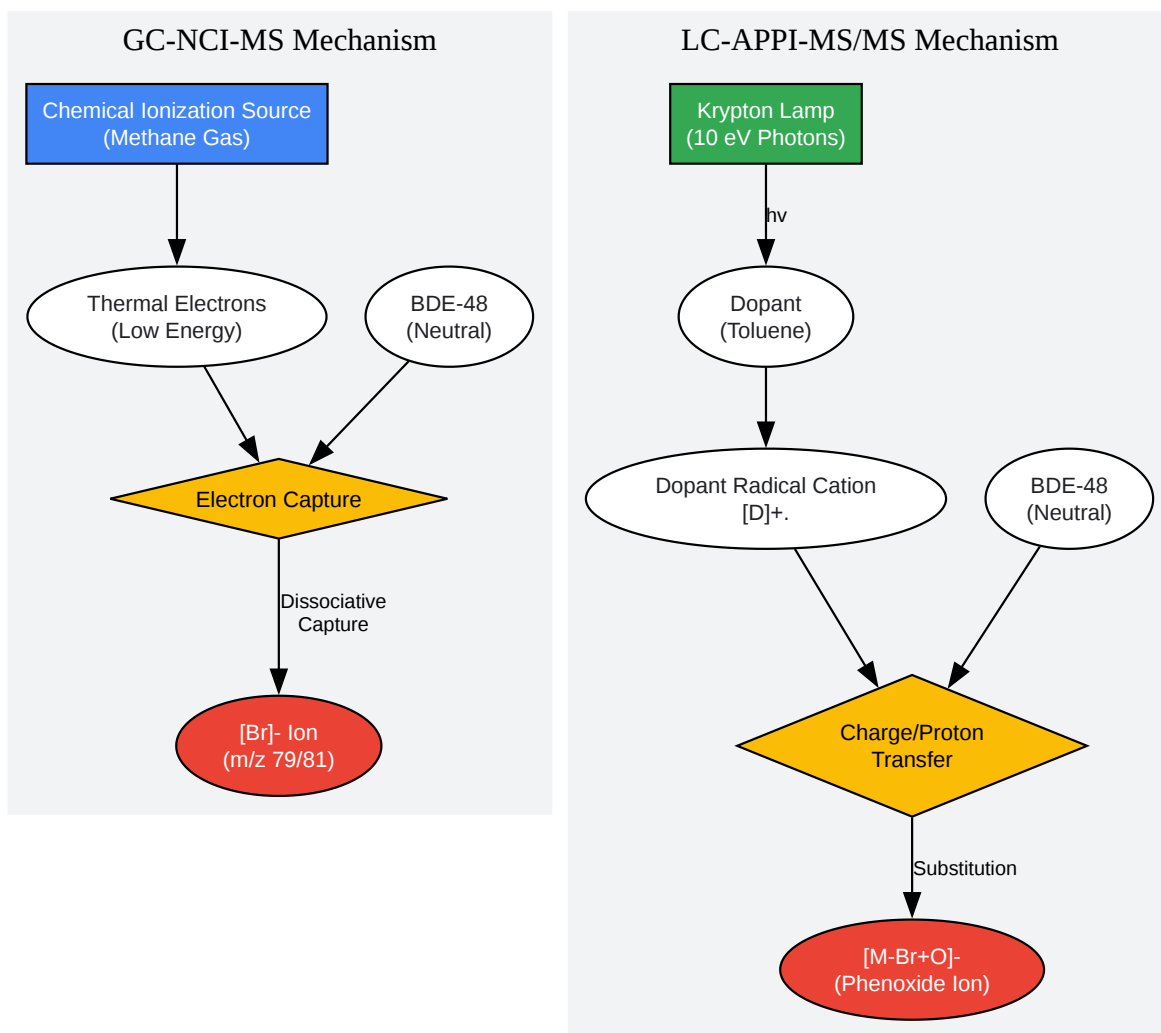 GC-NCI-MS Mechanism
Chemical Ionization Source
(Methane Gas)
Thermal Electrons
(Low Energy)
BDE-48
(Neutral)
Electron Capture
Dissociative
Capture
[Br]- Ion
(m/z 79/81)
LC-APPI-MS/MS Mechanism
Krypton Lamp
(10 eV Photons)
hv
Dopant
(Toluene)
Dopant Radical Cation
[D]+.
BDE-48
(Neutral)
Charge/Proton
Transfer
Substitution
[M-Br+O]-
(Phenoxide Ion)